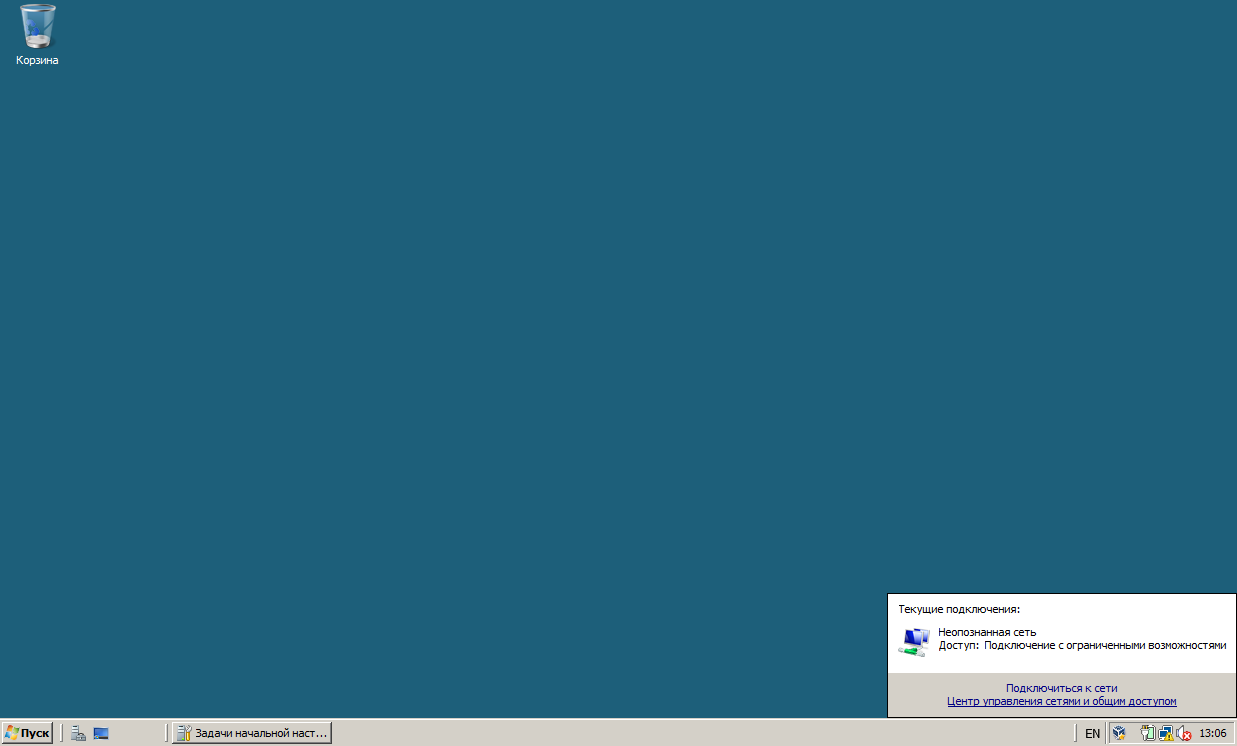 Корзина
Текущие подключения:
Неопознанная сеть
Доступ: Подключение с ограниченными возможностями
Подключиться к сети
Центр управления сетями и общим доступом
Пуск
Задачи начальной наст...
EN
13:06